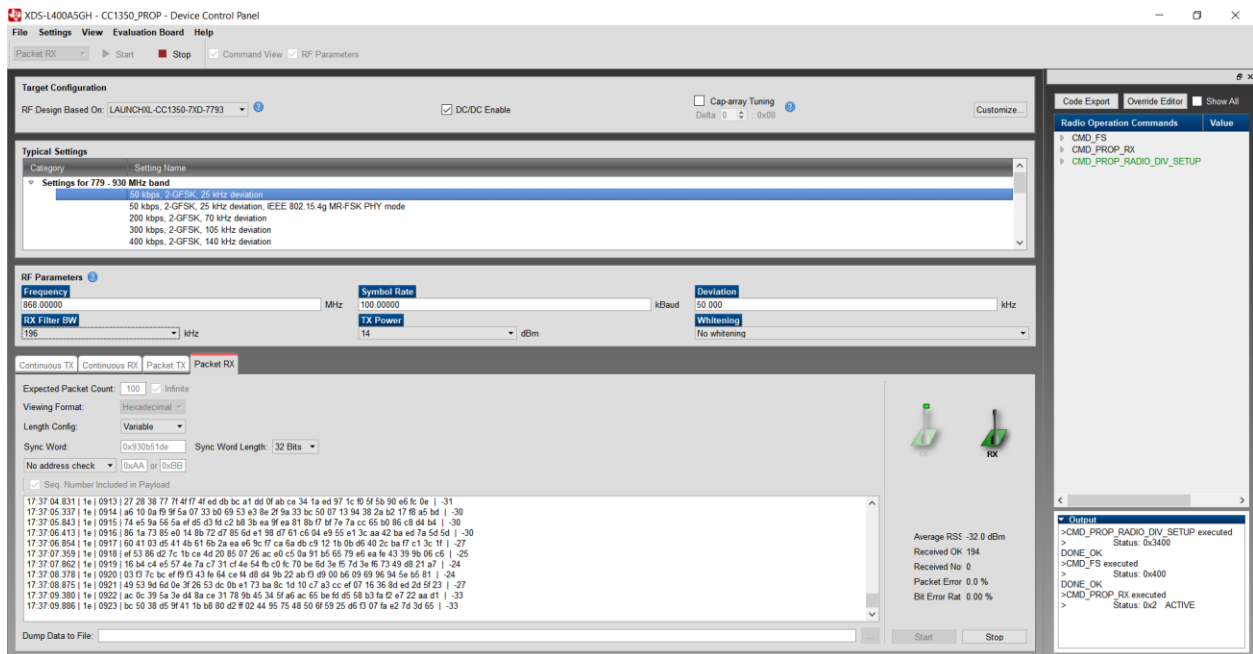 XDS-L400A5GH - CC1350_PROP - Device Control Panel
File Settings View Evaluation Board Help
Packet RX Start Stop Command View RF Parameters
Target Configuration
RF Design Based On: LAUNCHXL-CC1350-7XD-7793 DC/DC Enable Cap-array Tuning Customize...
Delta 0 : 0x00
Typical Settings
Category Setting Name
Settings for 779 - 930 MHz band
50 kbps, 2-GFSK, 25 kHz deviation
50 kbps, 2-GFSK, 25 kHz deviation, IEEE 802.15.4g MR-FSK PHY mode
200 kbps, 2-GFSK, 70 kHz deviation
300 kbps, 2-GFSK, 105 kHz deviation
400 kbps, 2-GFSK, 140 kHz deviation
RF Parameters
Frequency Symbol Rate Deviation
868.00000 MHz 100.00000 kBaud 50.000 kHz
RX Filter BW TX Power Whitening
196 kHz 14 dBm No whitening
Continuous TX Continuous RX Packet TX Packet RX
Expected Packet Count: 100 Infinite
Viewing Format: Hexadecimal
Length Config: Variable
Sync Word: 0x930b51de Sync Word Length: 32 Bits
No address check 0xAA or 0xBB
Seq. Number Included in Payload
17:37:04.831 | 1e | 0913 | 27 28 38 77 7f 4f f7 4f ed db bc a1 dd 0f ab ce 34 1a ed 97 1c f0 5f 5b 90 e6 fc 0e | -31
17:37:05.337 | 1e | 0914 | a6 10 0a f9 9f 5a 07 33 b0 69 53 e3 8e 2f 9a 33 bc 50 07 13 94 38 2a b2 17 f8 a5 bd | -30
17:37:05.843 | 1e | 0915 | 74 e5 9a 56 5a ef d5 d3 fd c2 b8 3b ea 9f ea 81 8b f7 bf 7e 7a cc 65 b0 86 c8 d4 b4 | -30
17:37:06.413 | 1e | 0916 | 86 1a 73 85 e0 14 8b 72 d7 85 6d e1 98 d7 61 c6 04 e9 55 e1 3c aa 42 ba ed 7a 5d 5d | -30
17:37:06.854 | 1e | 0917 | 60 41 03 d5 41 4b 61 6b 2a ea e6 9c f7 ca 6a db c9 12 1b 0b d6 40 2c ba f7 c1 3c 1f | -27
17:37:07.359 | 1e | 0918 | ef 53 86 d2 7c 1b ce 4d 20 85 07 26 ac e0 c5 0a 91 b5 65 79 e6 ea fe 43 39 9b 06 c6 | -25
17:37:07.862 | 1e | 0919 | 16 b4 c4 e5 57 4e 7a c7 31 cf 4e 54 fb c0 fc 70 be 6d 3e f5 7d 3e f6 73 49 d8 21 a7 | -24
17:37:08.378 | 1e | 0920 | 03 f3 7c bc ef f9 f3 43 fe 64 ce f4 d8 d4 9b 22 ab f3 d9 00 b6 09 69 96 94 5e b5 81 | -24
17:37:08.875 | 1e | 0921 | 49 53 9d 6d 0e 3f 26 53 dc 0b e1 73 ba 8c 1d 10 c7 a3 cc ef 07 16 36 8d ed 2d 5f 23 | -27
17:37:09.380 | 1e | 0922 | ac 0c 39 5a 3e d4 8a ce 31 78 9b 45 34 5f a6 ac 65 be fd d5 58 b3 fa f2 e7 22 aa d1 | -33
17:37:09.886 | 1e | 0923 | bc 50 38 d5 9f 41 1b b8 80 d2 ff 02 44 95 75 48 50 6f 59 25 d6 f3 07 fa e2 7d 3d 65 | -33
Dump Data to File: ...
TX RX
Average RSS -32.0 dBm
Received OK 194
Received No 0
Packet Error 0.0 %
Bit Error Rat 0.00 %
Start Stop
Code Export Override Editor Show All
Radio Operation Commands Value
CMD_FS
CMD_PROP_RX
CMD_PROP_RADIO_DIV_SETUP
Output
>CMD_PROP_RADIO_DIV_SETUP executed
> Status: 0x3400
DONE_OK
>CMD_FS executed
> Status: 0x400
DONE_OK
>CMD_PROP_RX executed
> Status: 0x2 ACTIVE